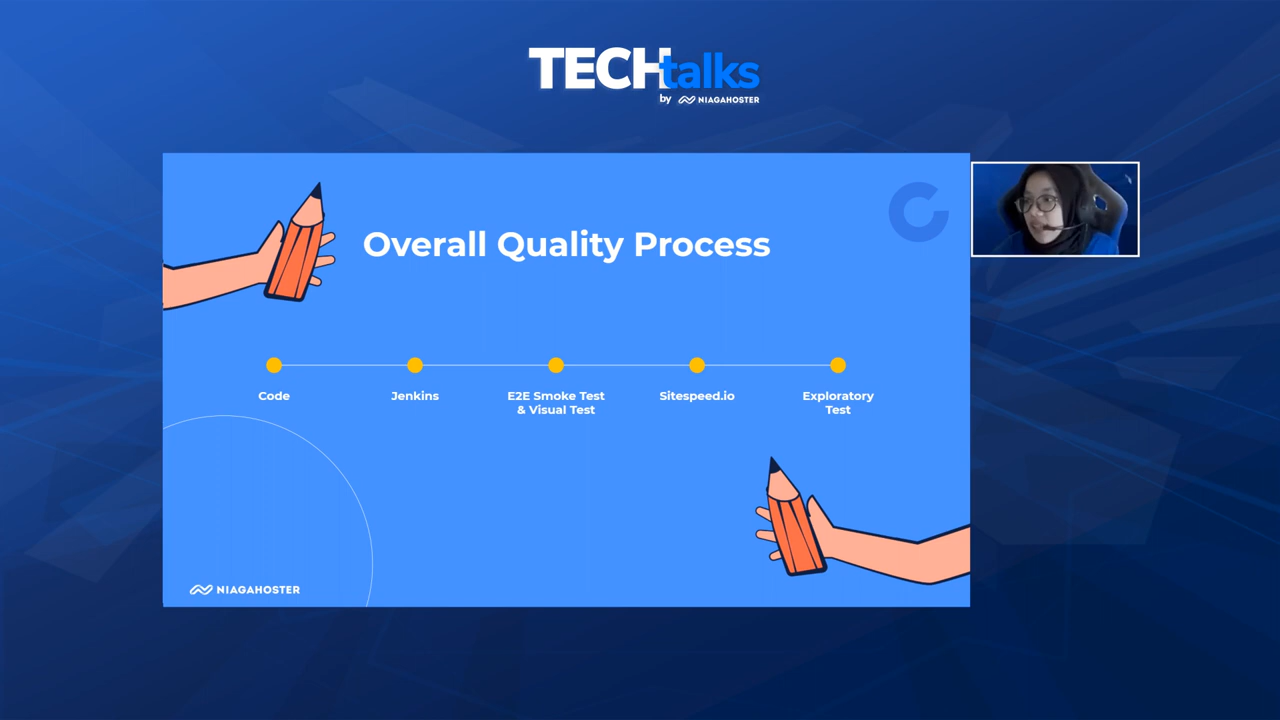 TECHtalks
by NIAGAHOSTER
Overall Quality Process
Code
Jenkins
E2E Smoke Test
& Visual Test
Sitespeed.io
Exploratory
Test
NIAGAHOSTER